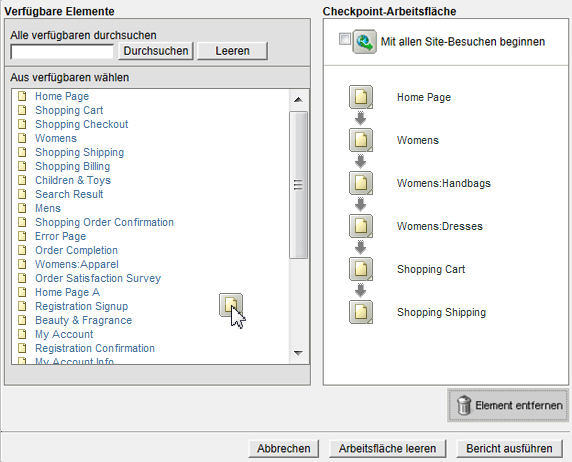 Verfügbare Elemente
Alle verfügbaren durchsuchen
Durchsuchen
Leeren
Aus verfügbaren wählen
Home Page
Shopping Cart
Shopping Checkout
Womens
Shopping Shipping
Shopping Billing
Children & Toys
Search Result
Mens
Shopping Order Confirmation
Error Page
Order Completion
Womens:Apparel
Order Satisfaction Survey
Home Page A
Registration Signup
Beauty & Fragrance
My Account
Registration Confirmation
My Account Info
Checkpoint-Arbeitsfläche
Mit allen Site-Besuchen beginnen
Home Page
Womens
Womens:Handbags
Womens:Dresses
Shopping Cart
Shopping Shipping
Element entfernen
Abbrechen
Arbeitsfläche leeren
Bericht ausführen